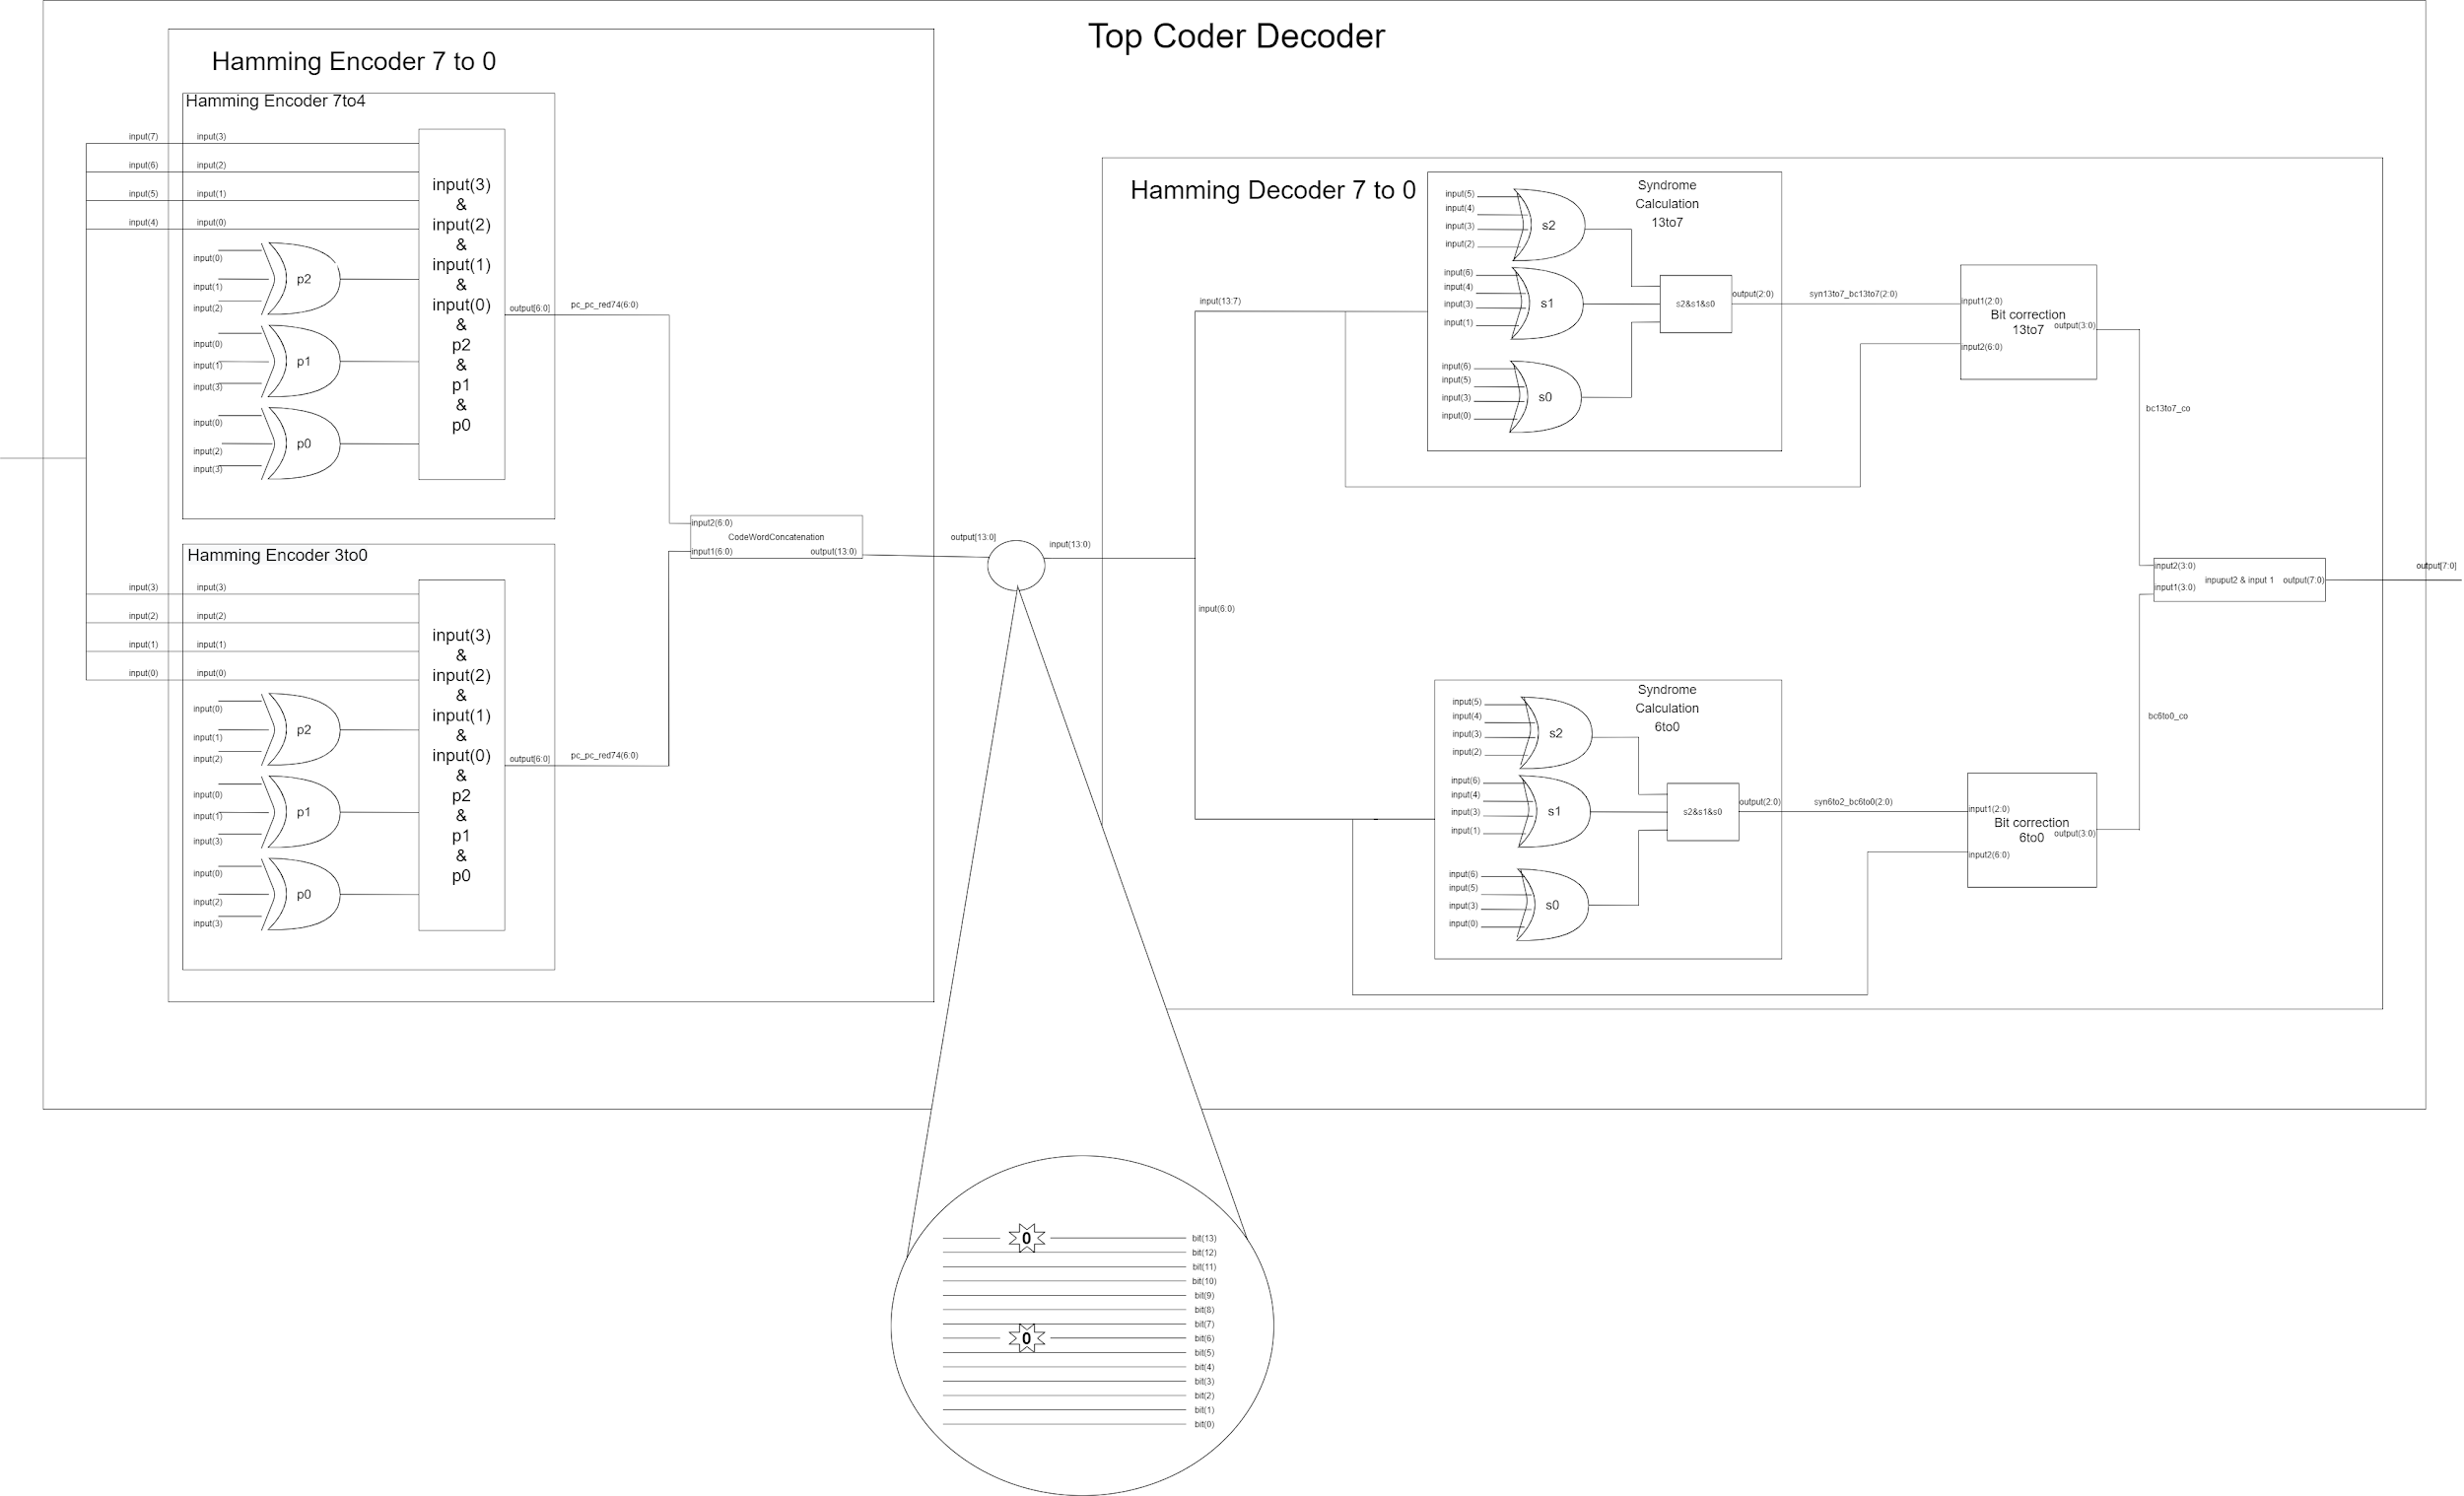 Top Coder Decoder
Hamming Encoder 7 to 0
Hamming Encoder 7to4
input(7)
input(3)
input(6)
input(2)
input(5)
input(1)
input(4)
input(0)
input(0)
input(1)
input(2)
p2
input(0)
input(1)
input(3)
p1
input(0)
input(2)
input(3)
p0
input(3)
&
input(2)
&
input(1)
&
input(0)
&
p2
&
p1
&
p0
output[6:0]
pc_pc_red74(6:0)
Hamming Encoder 3to0
input(3)
input(3)
input(2)
input(2)
input(1)
input(1)
input(0)
input(0)
input(0)
input(1)
input(2)
p2
input(0)
input(1)
input(3)
p1
input(0)
input(2)
input(3)
p0
input(3)
&
input(2)
&
input(1)
&
input(0)
&
p2
&
p1
&
p0
output[6:0]
pc_pc_red74(6:0)
input2(6:0)
CodeWordConcatenation
input1(6:0)
output(13:0)
output[13:0]
input(13:0)
Hamming Decoder 7 to 0
input(13:7)
input(6:0)
Syndrome
Calculation
13to7
input(5)
input(4)
input(3)
input(2)
s2
input(6)
input(4)
input(3)
input(1)
s1
input(6)
input(5)
input(3)
input(0)
s0
s2&s1&s0
output(2:0)
syn13to7_bc13to7(2:0)
input1(2:0)
Bit correction
13to7
output(3:0)
input2(6:0)
bc13to7_co
Syndrome
Calculation
6to0
input(5)
input(4)
input(3)
input(2)
s2
input(6)
input(4)
input(3)
input(1)
s1
input(6)
input(5)
input(3)
input(0)
s0
s2&s1&s0
output(2:0)
syn6to2_bc6to0(2:0)
input1(2:0)
Bit correction
6to0
output(3:0)
input2(6:0)
bc6to0_co
input2(3:0)
inpuput2 & input 1
output(7:0)
input1(3:0)
output[7:0]
0
bit(13)
bit(12)
bit(11)
bit(10)
bit(9)
bit(8)
bit(7)
0
bit(6)
bit(5)
bit(4)
bit(3)
bit(2)
bit(1)
bit(0)